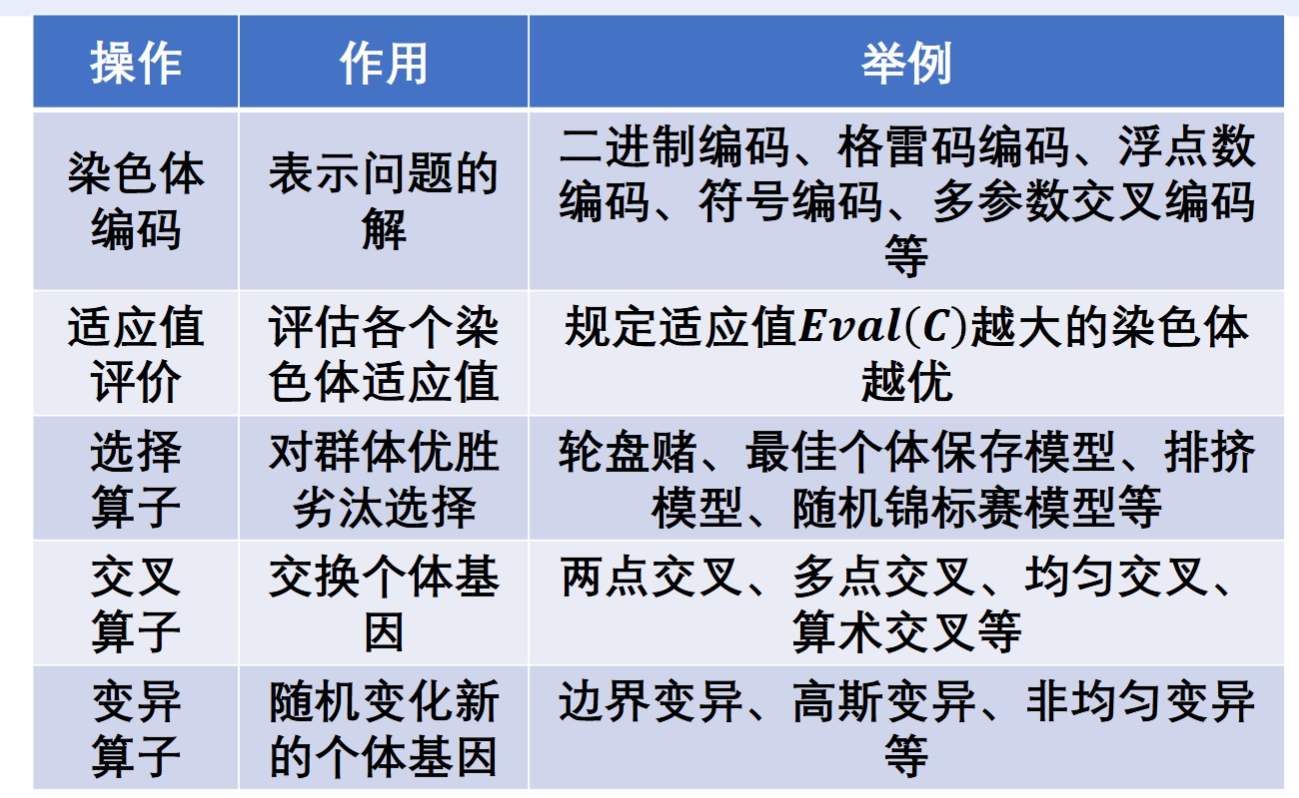 操作
作用
举例
染色体
编码
表示问题的
解
二进制编码、格雷码编码、浮点数
编码、符号编码、多参数交叉编码
等
适应值
评价
评估各个染
色体适应值
规定适应值Eval(C)越大的染色体
越优
选择
算子
对群体优胜
劣汰选择
轮盘赌、最佳个体保存模型、排挤
模型、随机锦标赛模型等
交叉
算子
交换个体基
因
两点交叉、多点交叉、均匀交叉、
算术交叉等
变异
算子
随机变化新
的个体基因
边界变异、高斯变异、非均匀变异
等